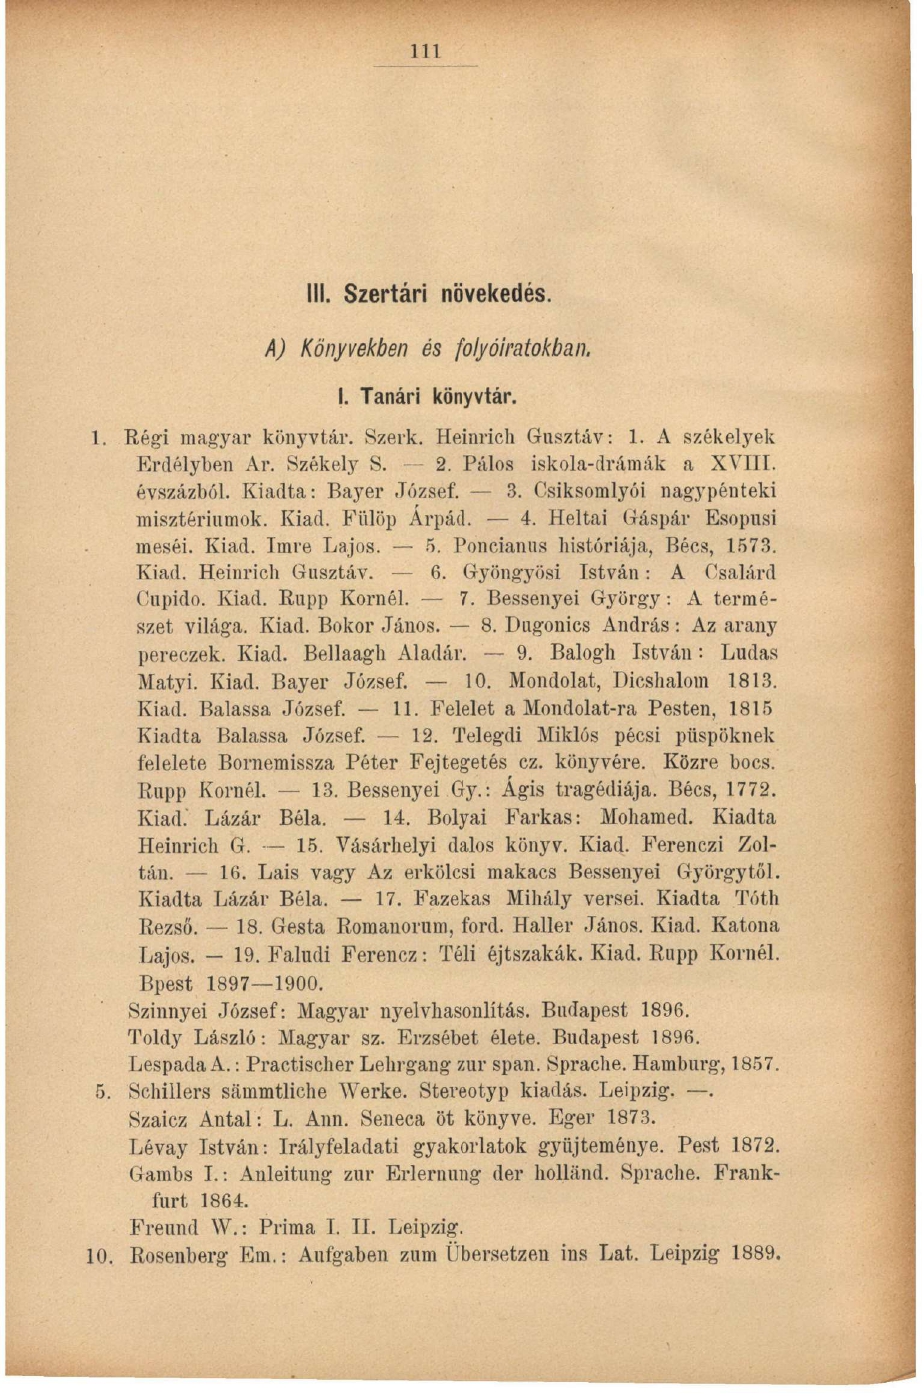 111
III. Szertári növekedés.
A) Könyvekben és folyóiratokban.
I. Tanári könyvtár.
1. Régi magyar könyvtár. Szerk. Heinrich Gusztáv: 1. A székelyek
Erdélyben Ar. Székely S. — 2. Pálos iskola-drámák a XVIII.
évszázból. Kiadta: Bayer József. — 3. Csiksomlyói nagypénteki
misztériumok. Kiad. Fülöp Árpád. — 4. Heltai Gáspár Esopusi
meséi. Kiad. Imre Lajos. — 5. Poncianus históriája, Bécs, 1573.
Kiad. Heinrich Gusztáv. — 6. Gyöngyösi István: A Csalárd
Cupido. Kiad. Rupp Kornél. — 7. Bessenyei György: A termé-
szet világa. Kiad. Bokor János. — 8. Dugonics András: Az arany
pereczek. Kiad. Bellaagh Aladár. — 9. Balogh István: Ludas
Matyi. Kiad. Bayer József. — 10. Mondolat, Dicshalom 1813.
Kiad. Balassa József. — 11. Felelet a Mondolat-ra Pesten, 1815
Kiadta Balassa József. — 12. Telegdi Miklós pécsi püspöknek
felelete Bornemissza Péter Fejtegetés cz. könyvére. Közre bocs.
Rupp Kornél. — 13. Bessenyei Gy.: Ágis tragédiája. Bécs, 1772.
Kiad. Lázár Béla. — 14. Bolyai Farkas: Mohamed. Kiadta
Heinrich G. — 15. Vásárhelyi dalos könyv. Kiad. Ferenczi Zol-
tán. — 16. Lais vagy Az erkölcsi makacs Bessenyei Györgytől.
Kiadta Lázár Béla. — 17. Fazekas Mihály versei. Kiadta Tóth
Rezső. — 18. Gesta Romanorum, ford. Haller János. Kiad. Katona
Lajos. — 19. Faludi Ferencz: Téli éjtszakák. Kiad. Rupp Kornél.
Bpest 1897—1900.
Szinnyei József: Magyar nyelvhasonlítás. Budapest 1896.
Toldy László: Magyar sz. Erzsébet élete. Budapest 1896.
Lespada A.: Practischer Lehrgang zur span. Sprache. Hamburg, 1857.
5. Schillers sämmtliche Werke. Stereotyp kiadás. Leipzig. —.
Szaicz Antal: L. Ann. Seneca öt könyve. Eger 1873.
Lévay István: Irályfeladati gyakorlatok gyüjteménye. Pest 1872.
Gambs I.: Anleitung zur Erlernung der holländ. Sprache. Frank-
furt 1864.
Freund W.: Prima I. II. Leipzig.
10. Rosenberg Em.: Aufgaben zum Übersetzen ins Lat. Leipzig 1889.